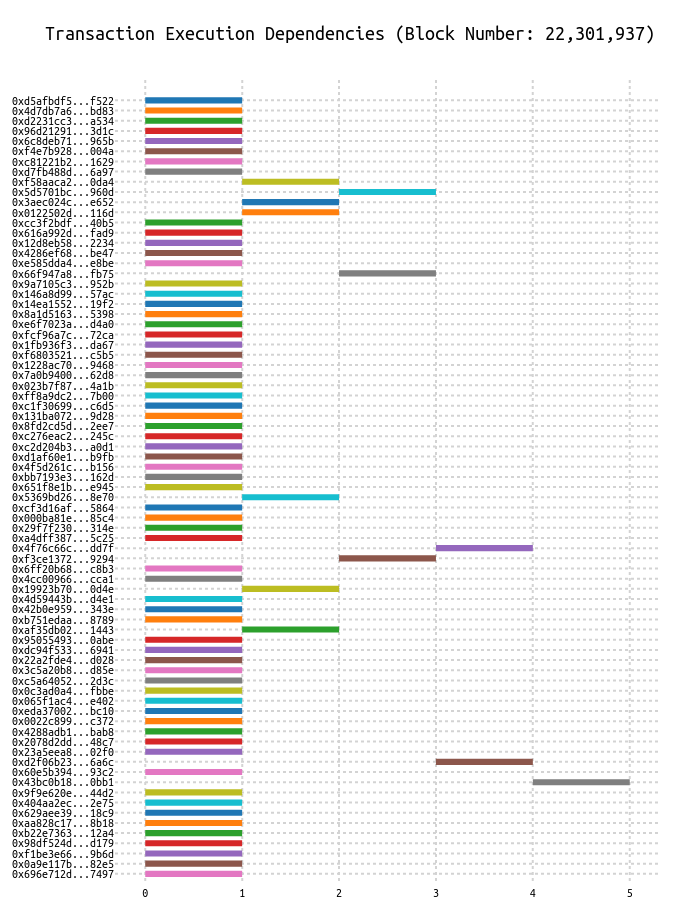 Transaction Execution Dependencies (Block Number: 22,301,937)
0xd5afbdf5...f522
0x4d7db7a6...bd83
0xd2231cc3...a534
0x96d21291...3d1c
0x6c8deb71...965b
0xf4e7b928...004a
0xc81221b2...1629
0xd7fb488d...6a97
0xf58aaca2...0da4
0x5d5701bc...960d
0x3aec024c...e652
0x0122502d...116d
0xcc3f2bdf...40b5
0x616a992d...fad9
0x12d8eb58...2234
0x4286ef68...be47
0xe585dda4...e8be
0x66f947a8...fb75
0x9a7105c3...952b
0x146a8d99...57ac
0x14ea1552...19f2
0x8a1d5163...5398
0xe6f7023a...d4a0
0xfcf96a7c...72ca
0x1fb936f3...da67
0xf6803521...c5b5
0x1228ac70...9468
0x7a0b9400...62d8
0x023b7f87...4a1b
0xff8a9dc2...7b00
0xc1f30699...c6d5
0x131ba072...9d28
0x8fd2cd5d...2ee7
0xc276eac2...245c
0xc2d204b3...a0d1
0xd1af60e1...b9fb
0x4f5d261c...b156
0xbb7193e3...162d
0x651f8e1b...e945
0x5369bd26...8e70
0xcf3d16af...5864
0x000ba81e...85c4
0x29f7f230...314e
0xa4dff387...5c25
0x4f76c66c...dd7f
0xf3ce1372...9294
0x6ff20b68...c8b3
0x4cc00966...cca1
0x19923b70...0d4e
0x4d59443b...d4e1
0x42b0e959...343e
0xb751edaa...8789
0xaf35db02...1443
0x95055493...0abe
0xdc94f533...6941
0x22a2fde4...d028
0x3c5a20b8...d85e
0xc5a64052...2d3c
0x0c3ad0a4...fbbe
0x065f1ac4...e402
0xeda37002...bc10
0x0022c899...c372
0x4288adb1...bab8
0x2078d2dd...48c7
0x23a5eea8...02f0
0xd2f06b23...6a6c
0x60e5b394...93c2
0x43bc0b18...0bb1
0x9f9e620e...44d2
0x404aa2ec...2e75
0x629aee39...18c9
0xaa828c17...8b18
0xb22e7363...12a4
0x98df524d...d179
0xf1be3e66...9b6d
0x0a9e117b...82e5
0x696e712d...7497
0 1 2 3 4 5